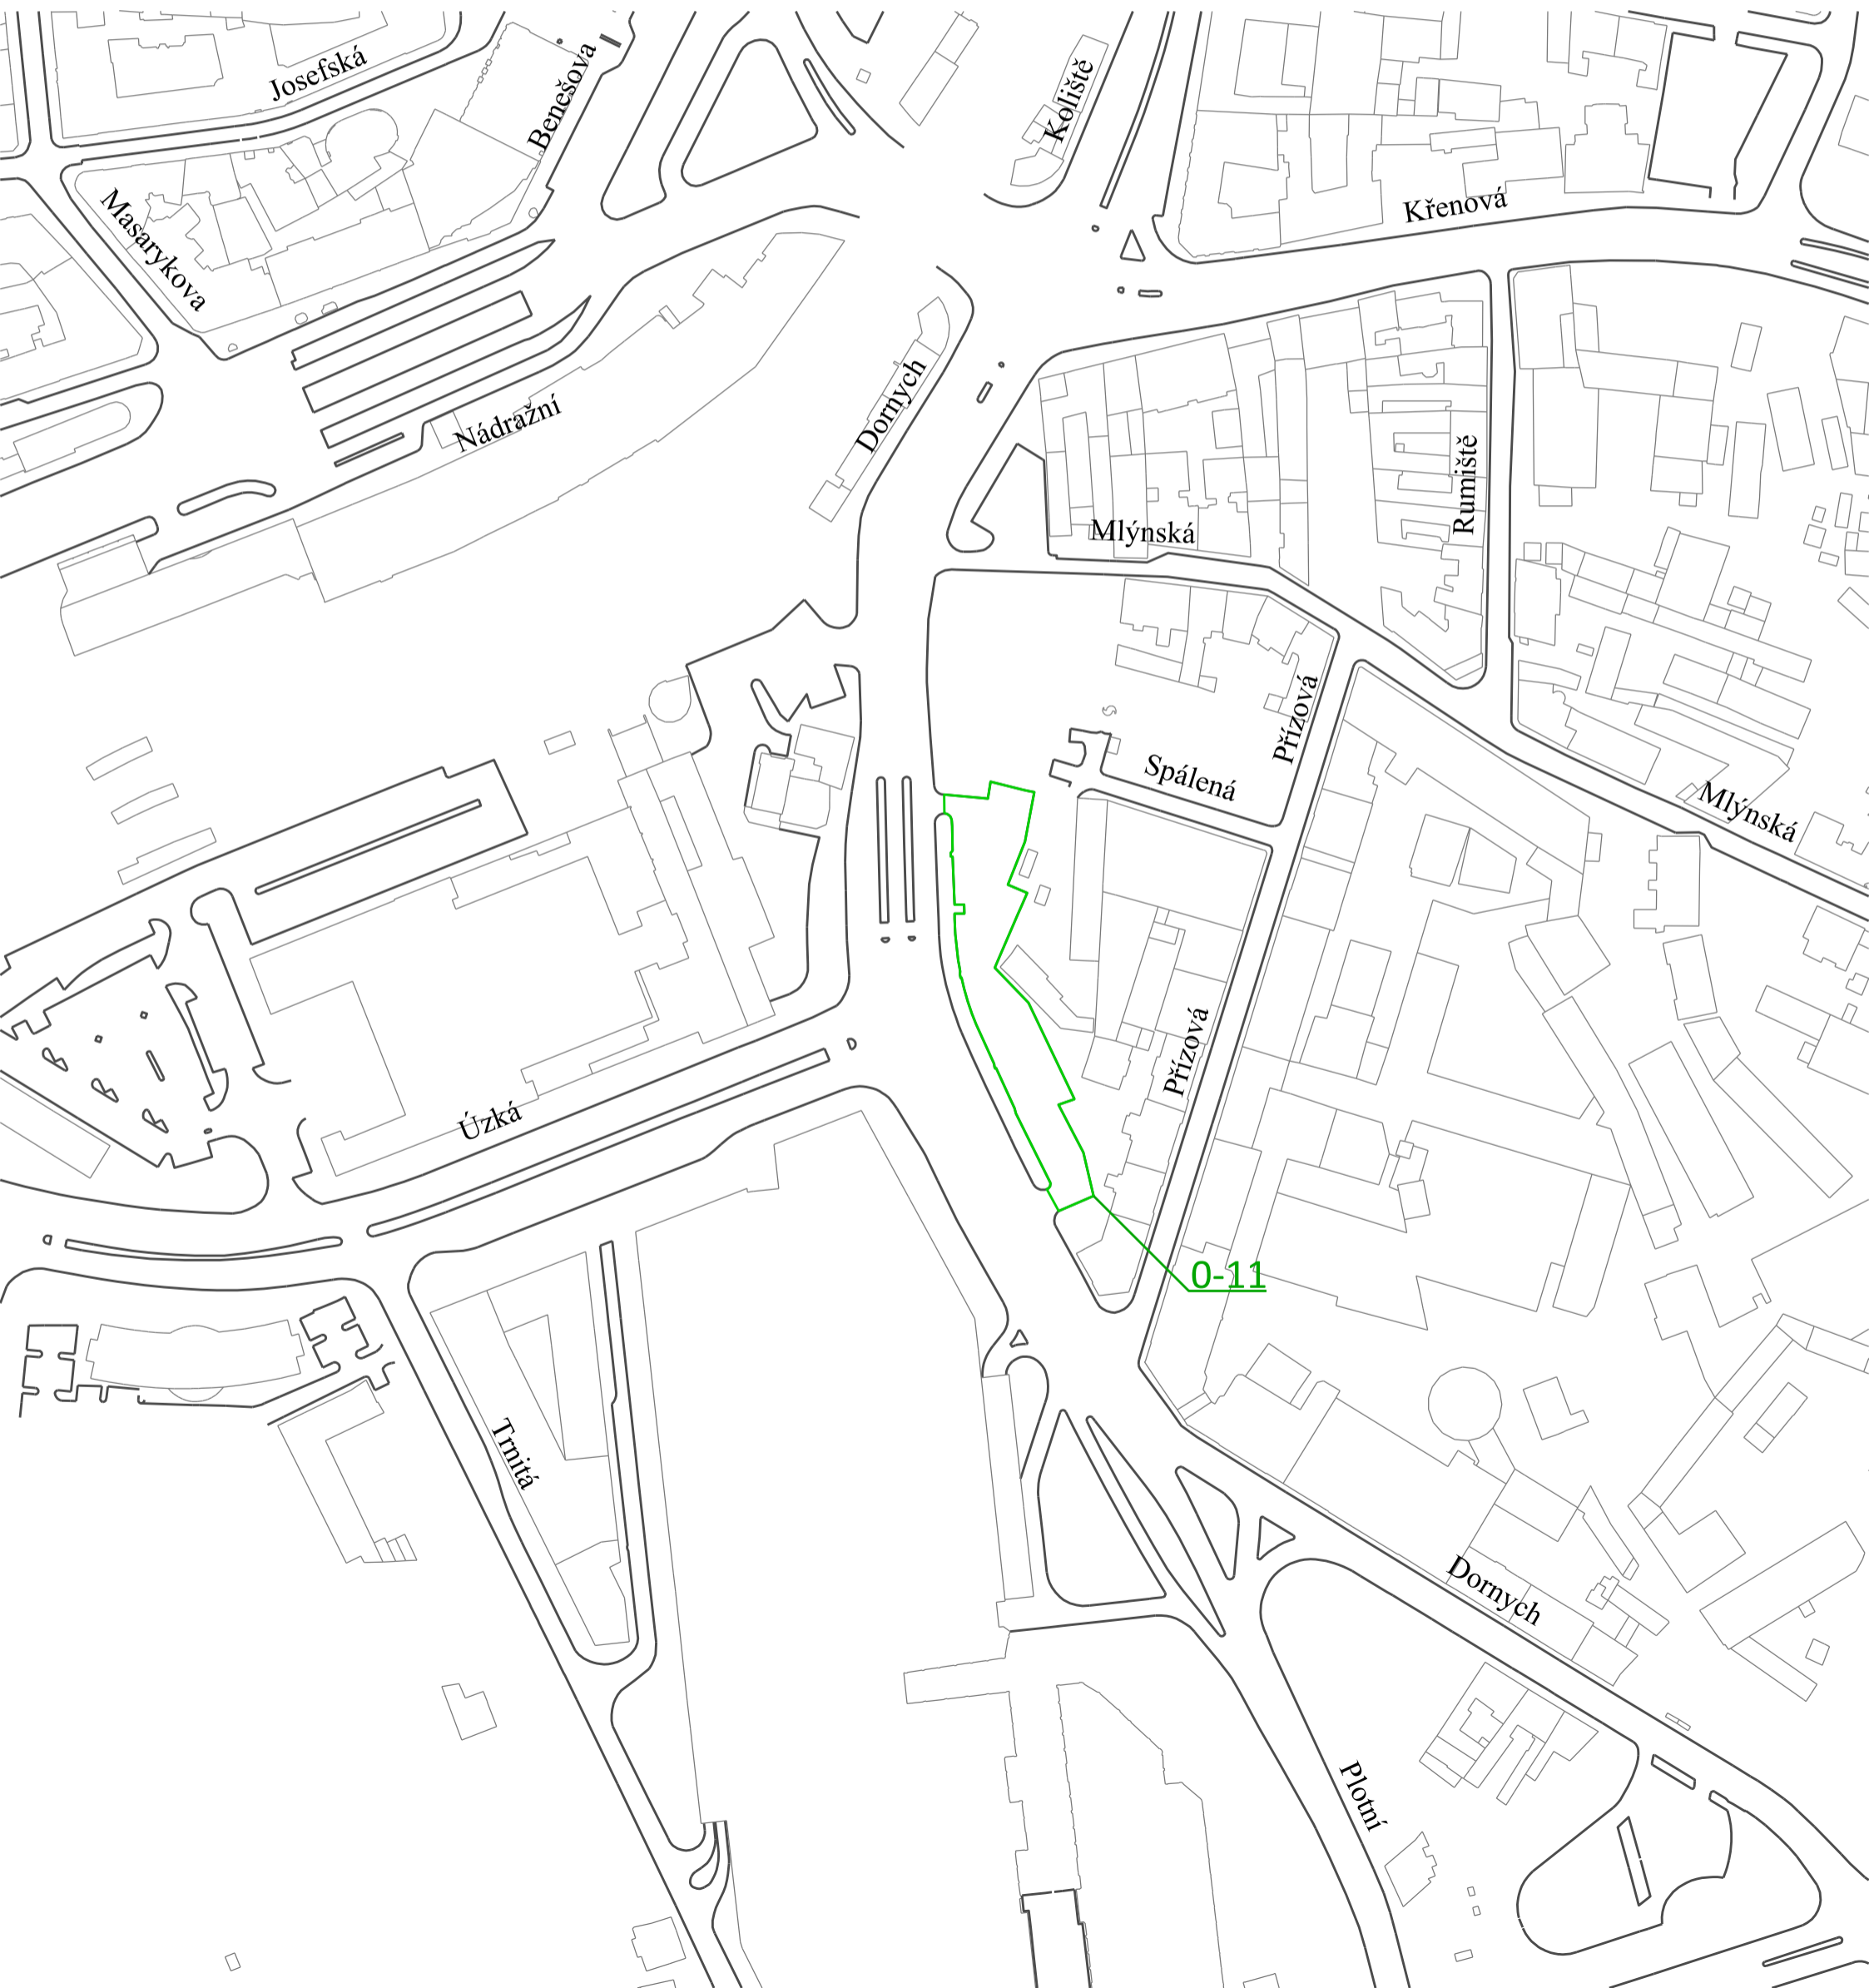 Josefská
Benešova
Koliště
Masarykova
Křenová
Nádražní
Dornych
Rumiště
Mlýnská
Přízová
Spálená
Mlýnská
Přízová
Úzká
0-11
Trnitá
Dornych
Plotní